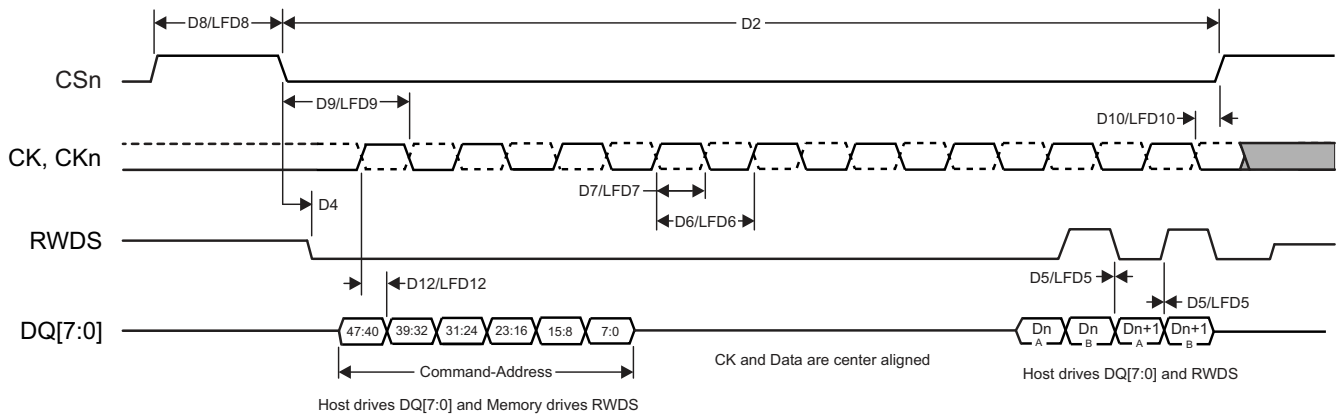 D8/LFD8 D2
CSn
D9/LFD9
D10/LFD10
CK, CKn
D7/LFD7
D4
D6/LFD6
RWDS
D12/LFD12
D5/LFD5
D5/LFD5
DQ[7:0]
47:40 39:32 31:24 23:16 15:8 7:0
Dn A Dn B Dn+1 A Dn+1 B
CK and Data are center aligned
Command-Address
Host drives DQ[7:0] and RWDS
Host drives DQ[7:0] and Memory drives RWDS